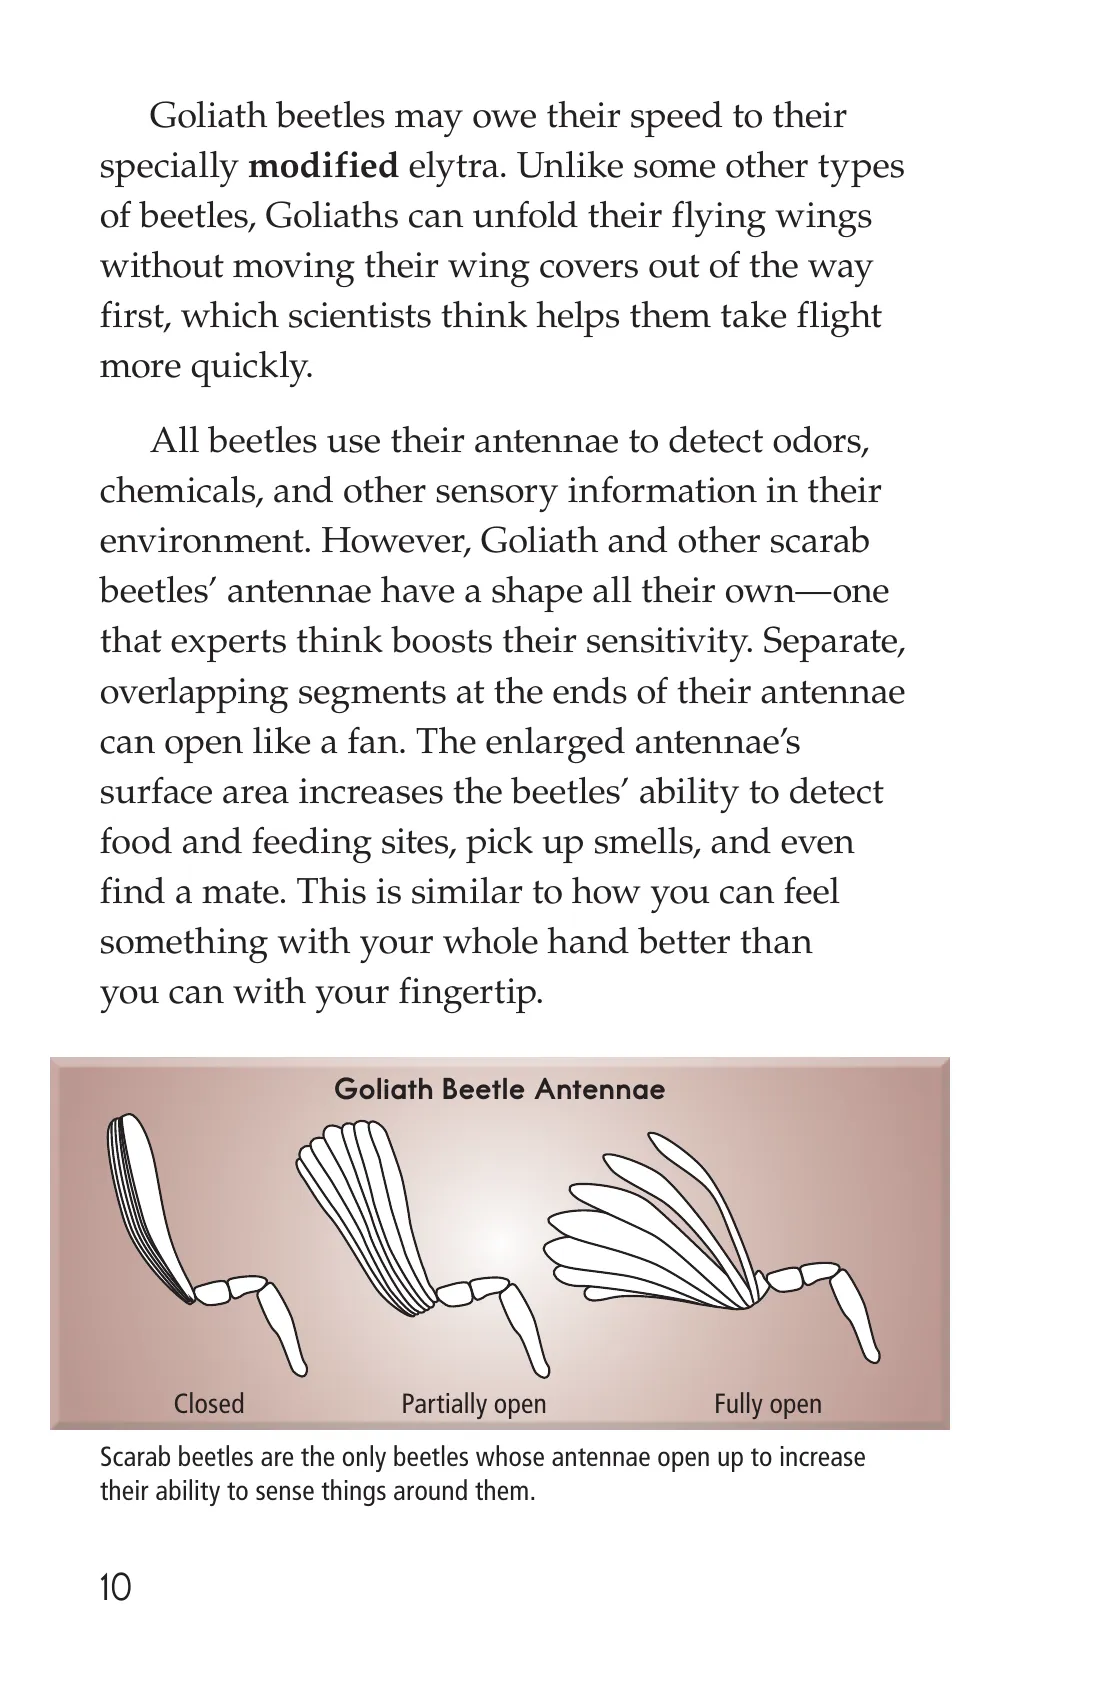 Goliath beetles may owe their speed to their
specially modified elytra. Unlike some other types
of beetles, Goliaths can unfold their flying wings
without moving their wing covers out of the way
first, which scientists think helps them take flight
more quickly.
All beetles use their antennae to detect odors,
chemicals, and other sensory information in their
environment. However, Goliath and other scarab
beetles’ antennae have a shape all their own—one
that experts think boosts their sensitivity. Separate,
overlapping segments at the ends of their antennae
can open like a fan. The enlarged antennae’s
surface area increases the beetles’ ability to detect
food and feeding sites, pick up smells, and even
find a mate. This is similar to how you can feel
something with your whole hand better than
you can with your fingertip.
Goliath Beetle Antennae
Closed
Partially open
Fully open
Scarab beetles are the only beetles whose antennae open up to increase
their ability to sense things around them.
10